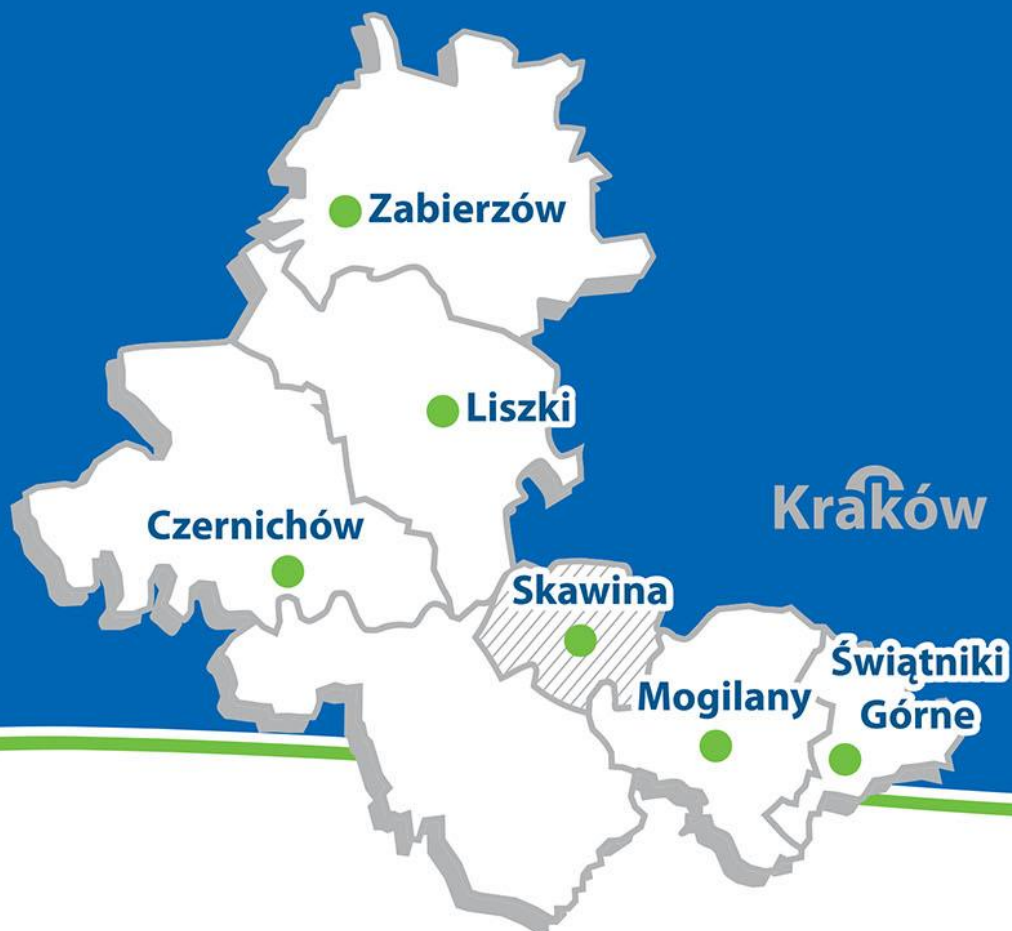 Zabierzów
Liszki
Kraków
Czernichów
Skawina
Świątniki
Górne
Mogilany